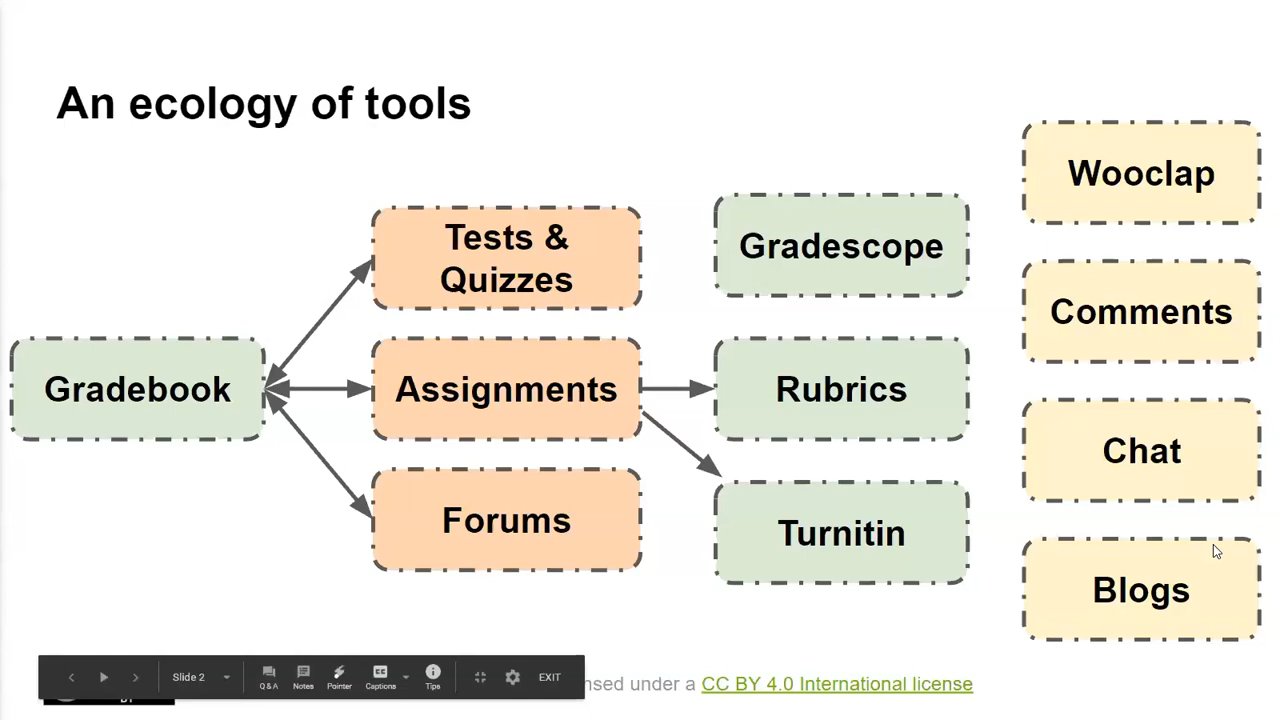 An ecology of tools
Wooclap
Tests &
Quizzes
Gradescope
Comments
Gradebook
Assignments
Rubrics
Chat
Forums
Turnitin
Blogs
Slide 2
Q & A
Notes
Pointer
Captions
Tips
EXIT
under a CC BY 4.0 International license